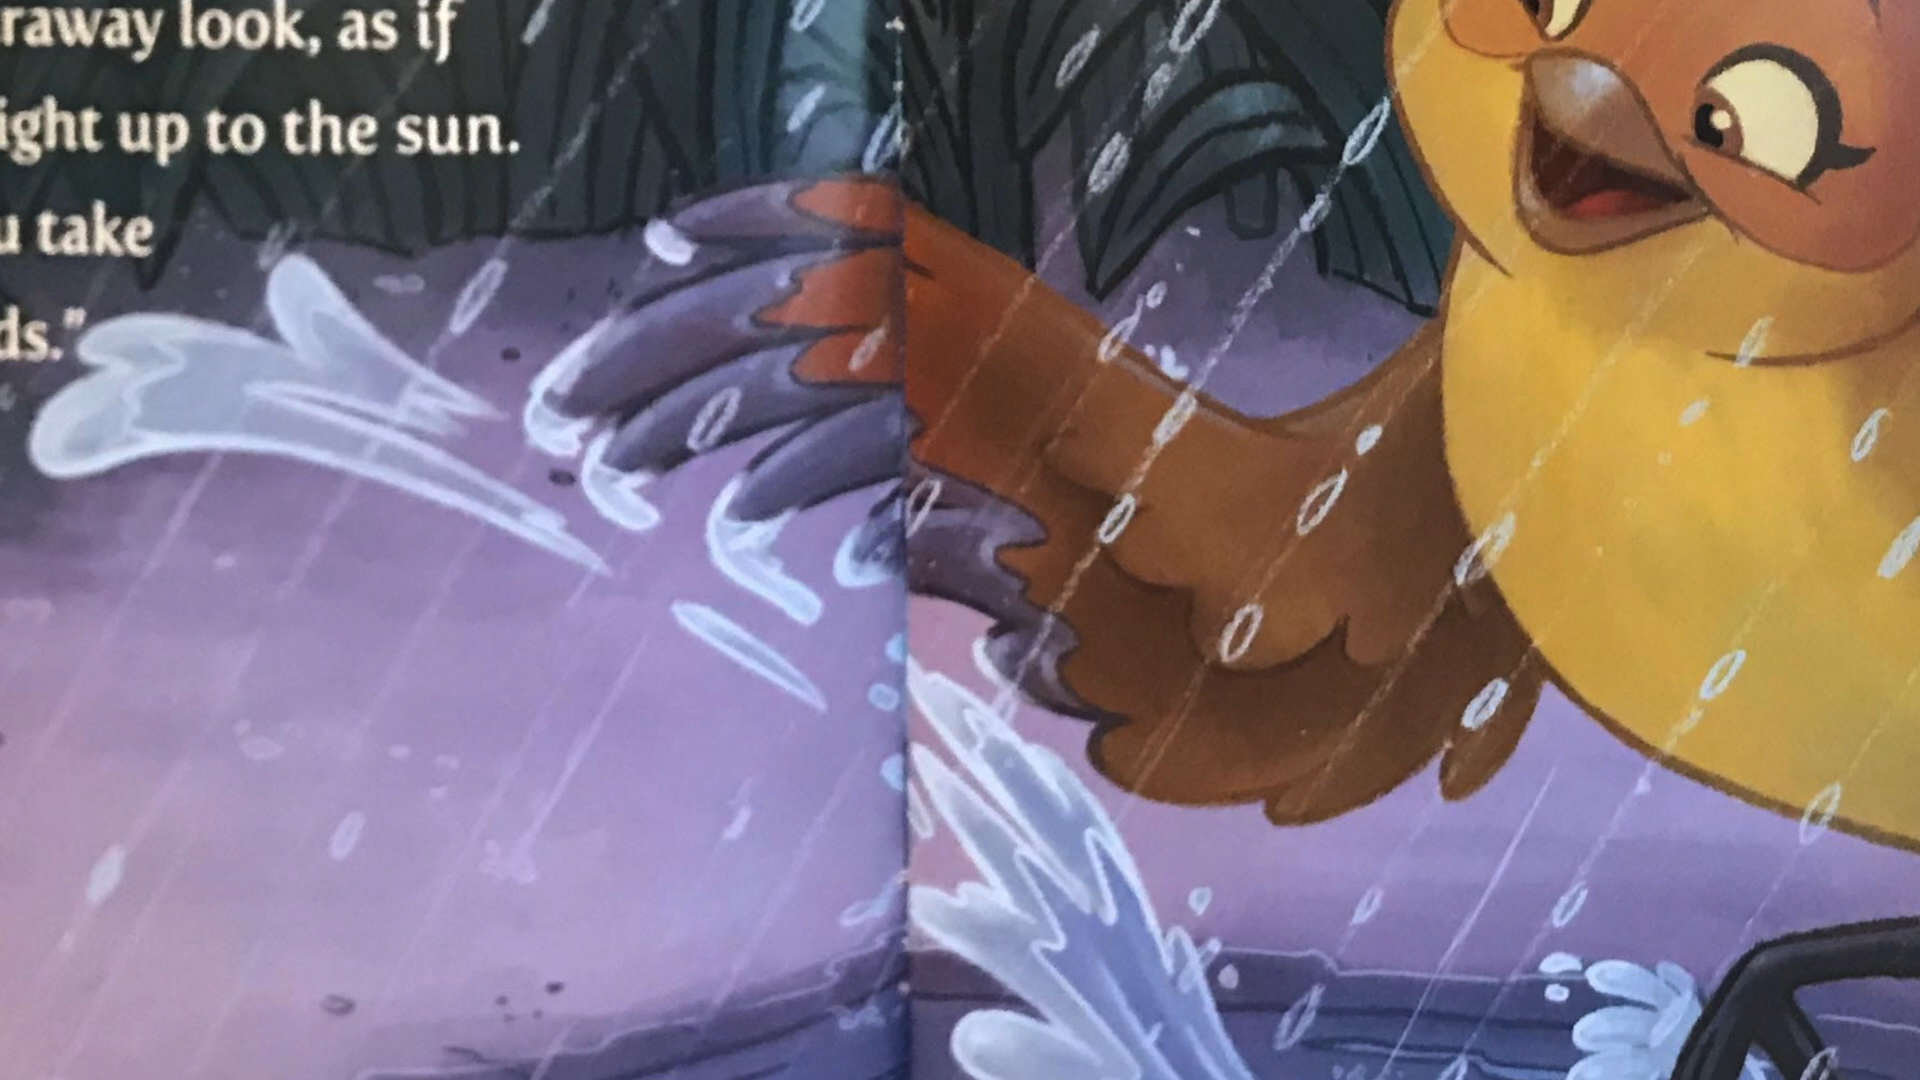 raway look, as if
ight up to the sun.
u take
ds."